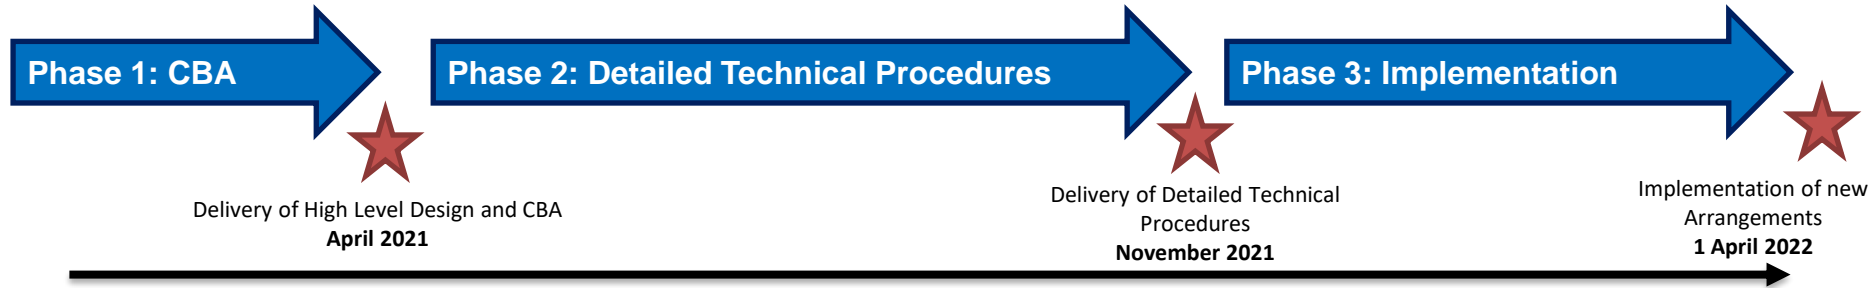 Phase 1: CBA
Phase 2: Detailed Technical Procedures
Phase 3: Implementation
Delivery of High Level Design and CBA
April 2021
Delivery of Detailed Technical
Procedures
November 2021
Implementation of new
Arrangements
1 April 2022